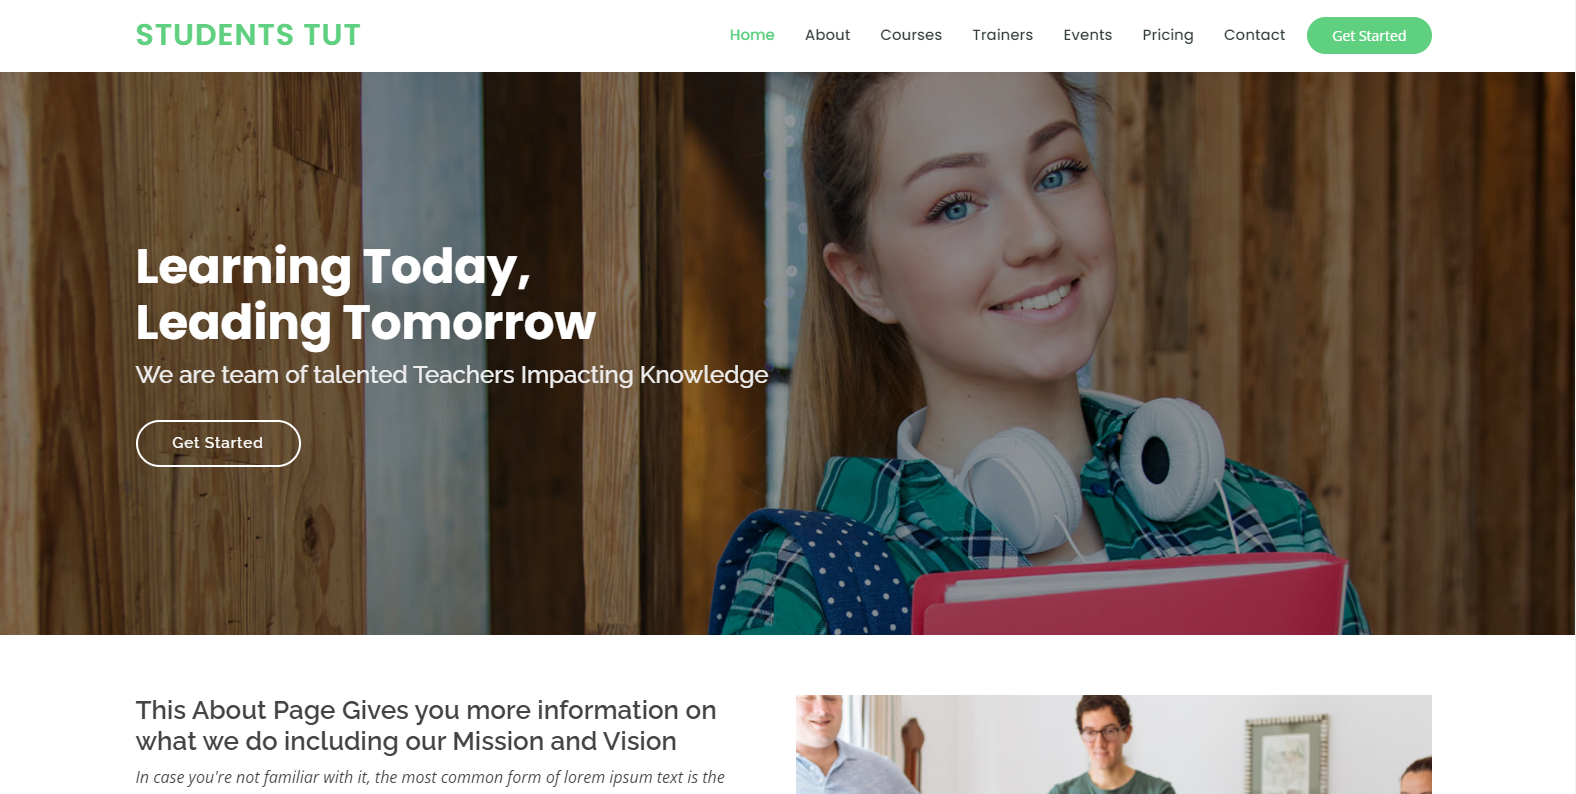 STUDENTS TUT
Home About Courses Trainers Events Pricing Contact Get Started
Learning Today,
Leading Tomorrow
We are team of talented Teachers Impacting Knowledge
Get Started
This About Page Gives you more information on
what we do including our Mission and Vision
In case you're not familiar with it, the most common form of lorem ipsum text is the